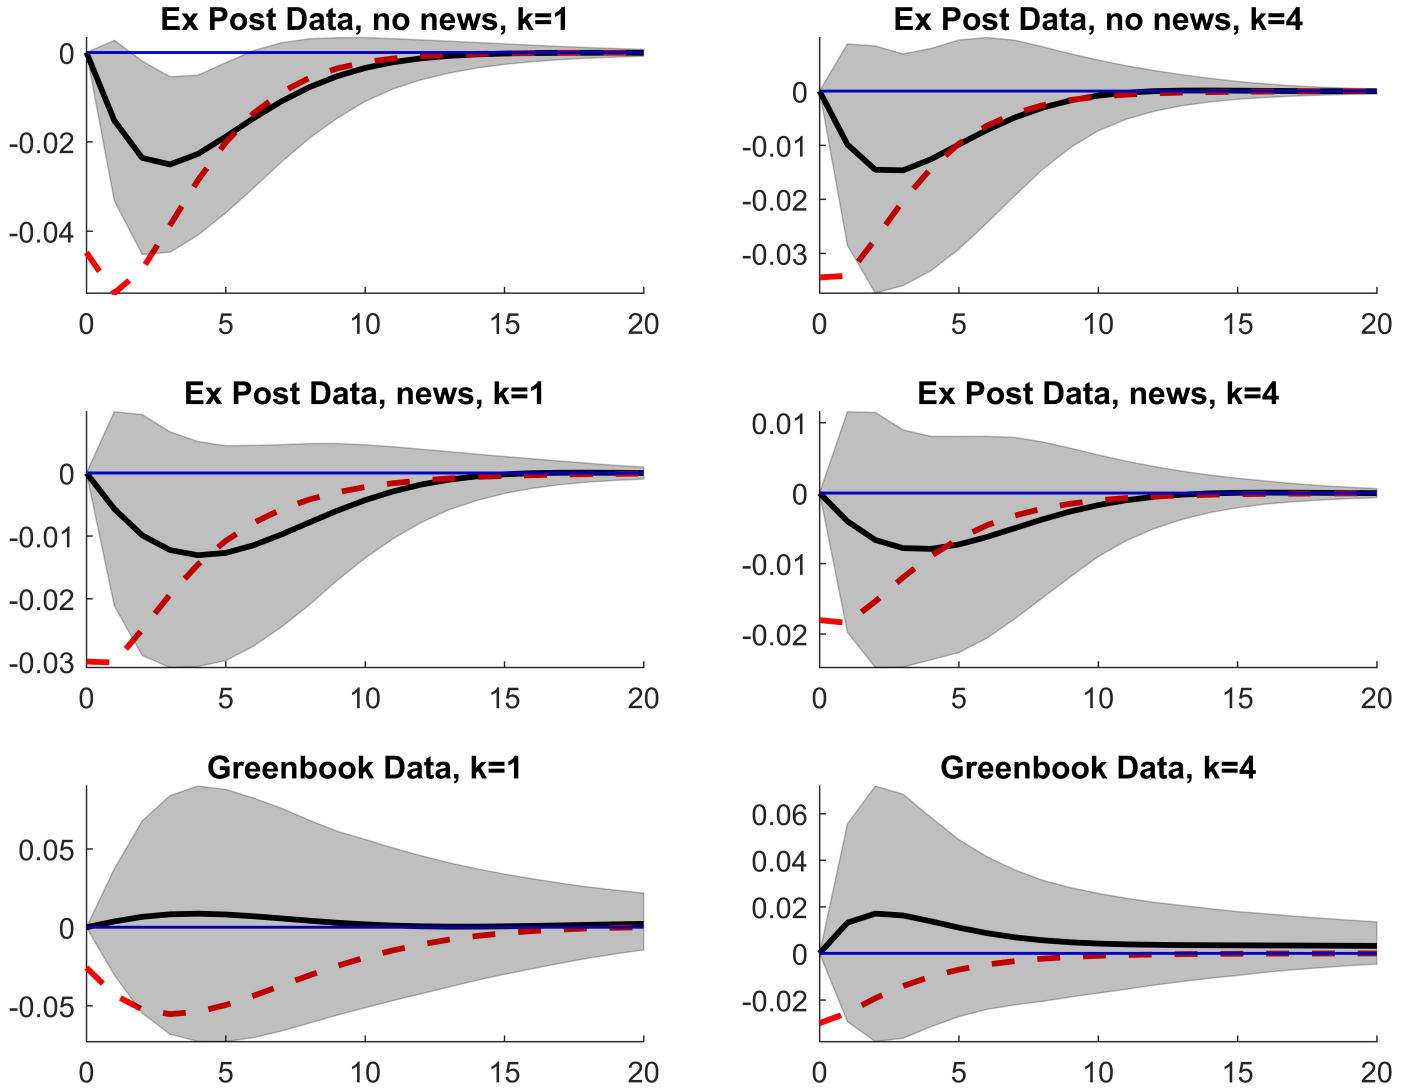 Ex Post Data, no news, k=1
0
-0.02
-0.04
0 5 10 15 20
Ex Post Data, no news, k=4
0
-0.01
-0.02
-0.03
0 5 10 15 20
Ex Post Data, news, k=1
0
-0.01
-0.02
-0.03
0 5 10 15 20
Ex Post Data, news, k=4
0.01
0
-0.01
-0.02
0 5 10 15 20
Greenbook Data, k=1
0.05
0
-0.05
0 5 10 15 20
Greenbook Data, k=4
0.06
0.04
0.02
0
-0.02
0 5 10 15 20